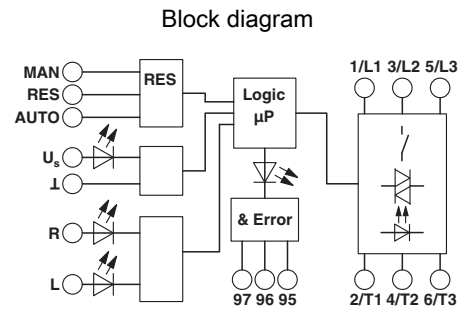 Block diagram
1/L1 3/L2 5/L3
MAN
RES
AUTO
RES
Logic
µP
Us
⊥
& Error
R
L
97 96 95
2/T1 4/T2 6/T3